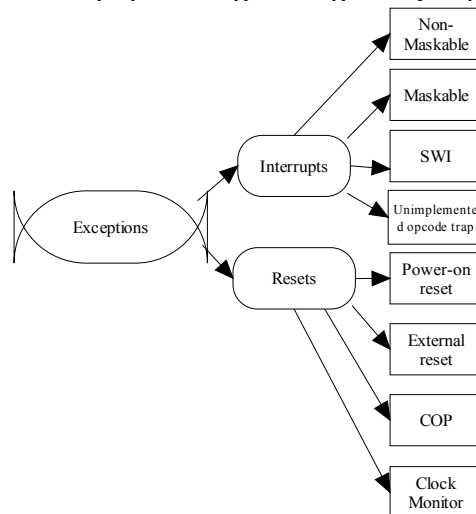 Non-
Maskable
Maskable
SWI
Interrupts
Unimplemente
d opcode trap
Exceptions
Resets
Power-on
reset
External
reset
COP
Clock
Monitor